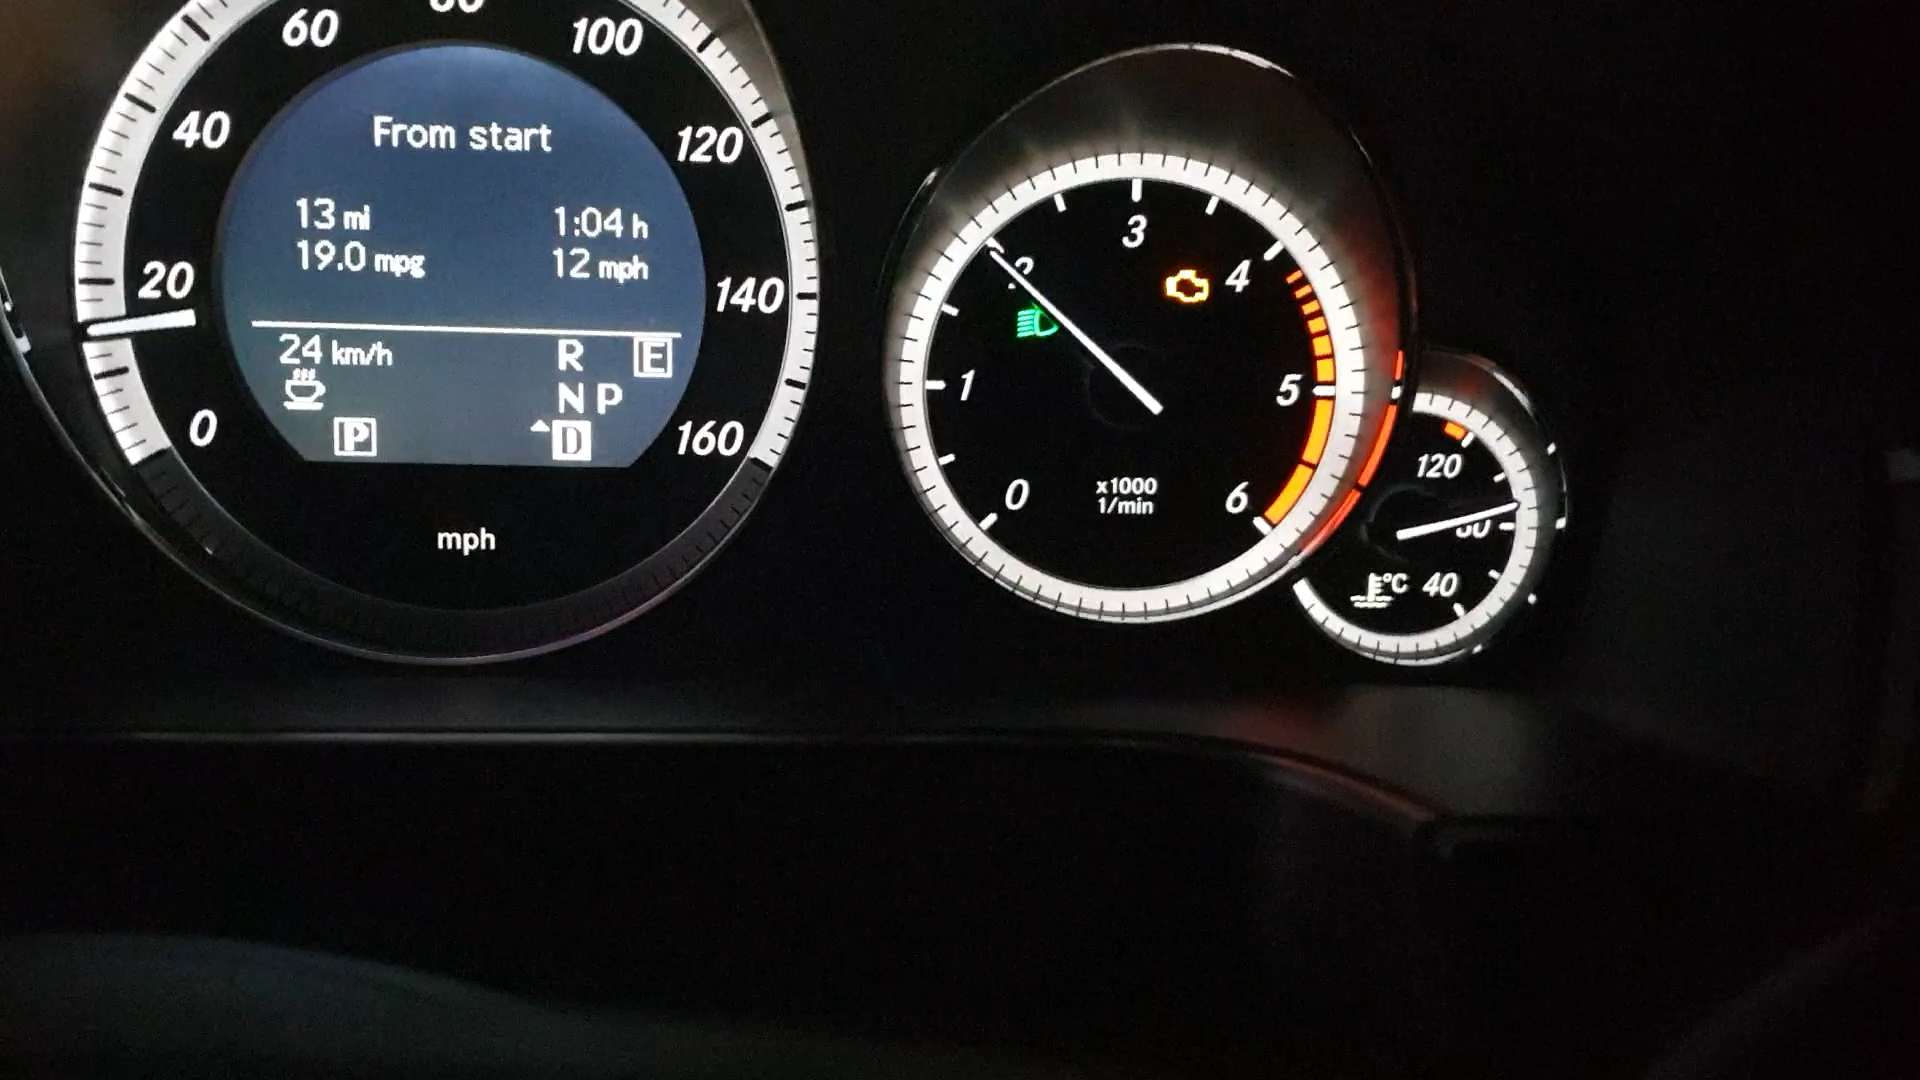 60
100
40
120
20
140
0
160
From start
13 mi 1:04 h
19.0 mpg 12 mph
24 km/h R E
N P
P D
mph
0
1
2
3
4
5
6
x1000
1/min
120
°C 40